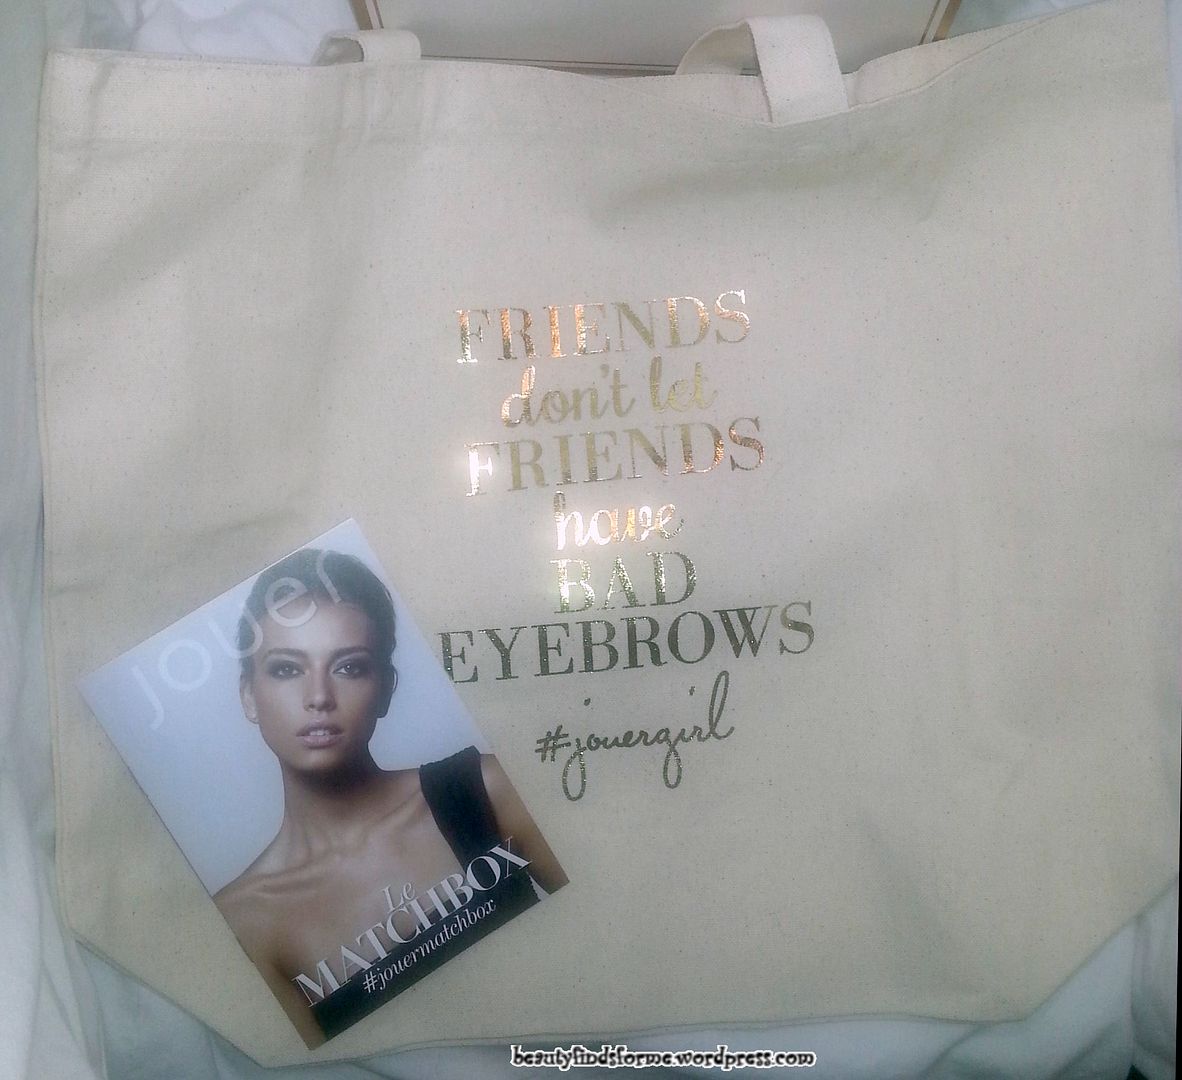 FRIENDS
don't let
FRIENDS
have
BAD
EYEBROWS
#jouergirl
jouer
Le
MATCHBOX
#jouermatchbox
beautyfindsforme.wordpress.com